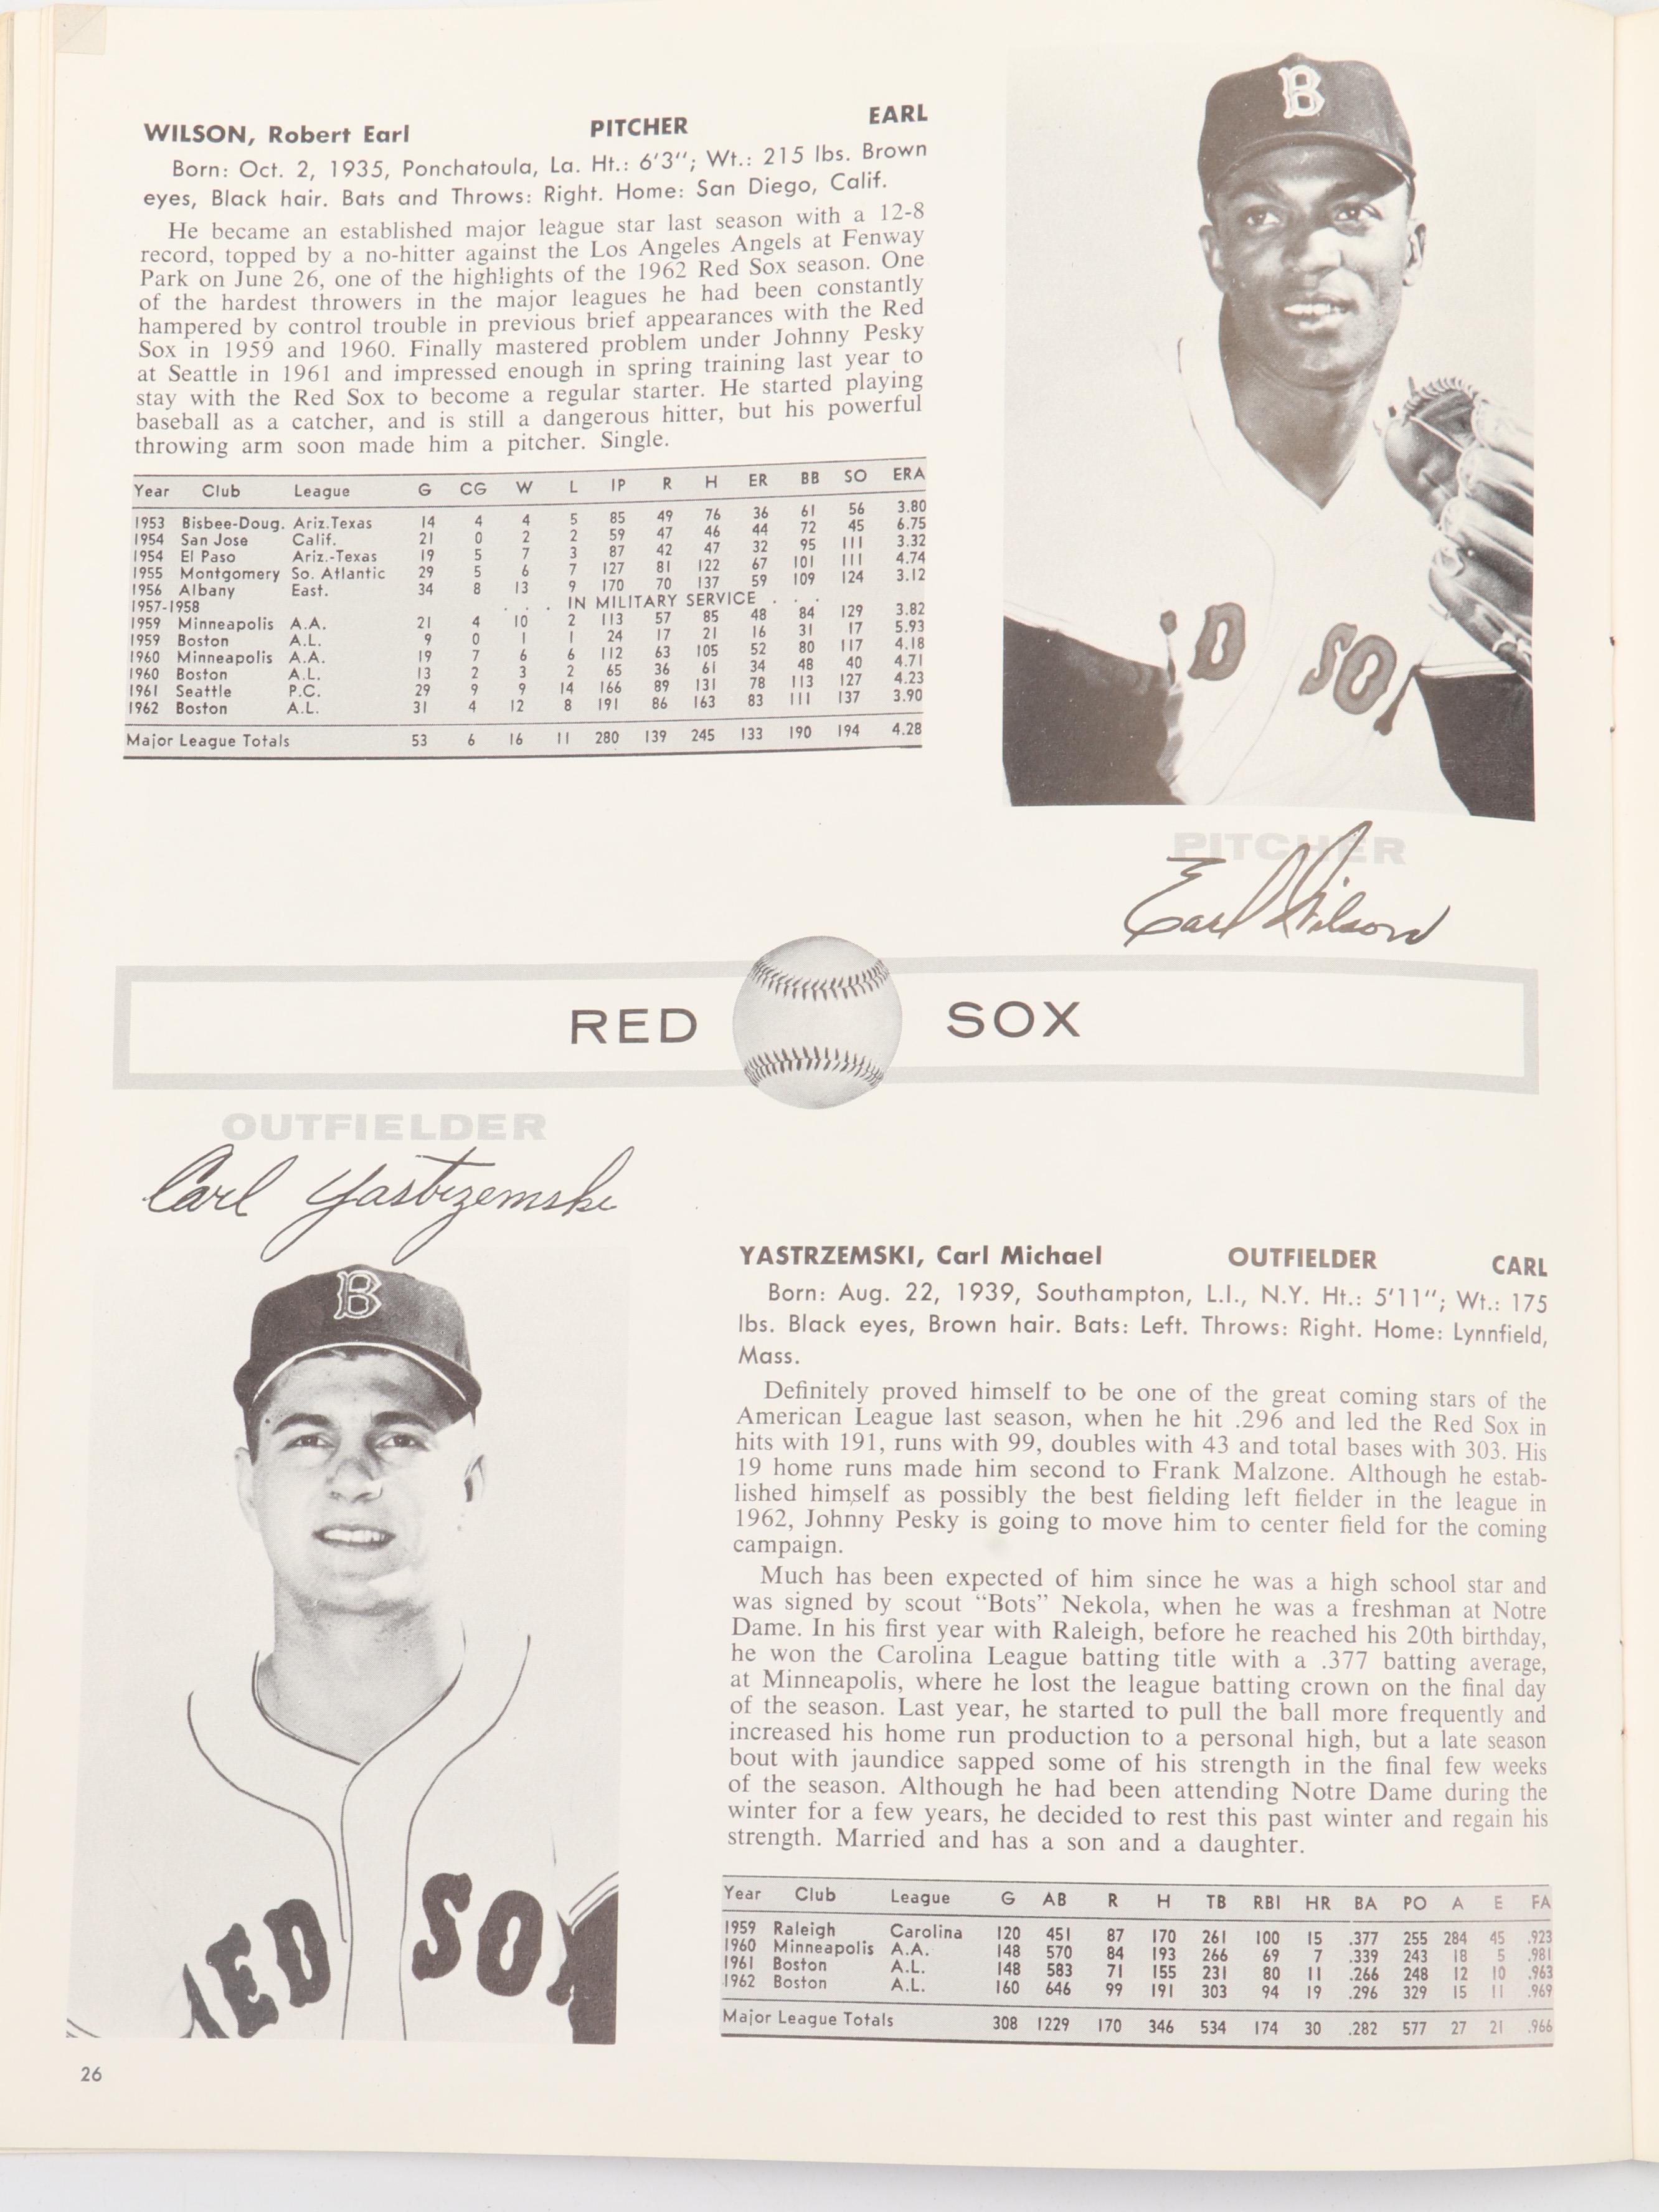 WILSON, Robert Earl PITCHER EARL
Born: Oct. 2, 1935, Ponchatoula, La. Ht.: 6'3"; Wt.: 215 lbs. Brown
eyes, Black hair. Bats and Throws: Right. Home: San Diego, Calif.
He became an established major league star last season with a 12-8
record, topped by a no-hitter against the Los Angeles Angels at Fenway
Park on June 26, one of the highlights of the 1962 Red Sox season. One
of the hardest throwers in the major leagues he had been constantly
hampered by control trouble in previous brief appearances with the Red
Sox in 1959 and 1960. Finally mastered problem under Johnny Pesky
at Seattle in 1961 and impressed enough in spring training last year to
stay with the Red Sox to become a regular starter. He started playing
baseball as a catcher, and is still a dangerous hitter, but his powerful
throwing arm soon made him a pitcher. Single.
Year Club League G CG W L IP R H ER BB SO ERA
1953 Bisbee-Doug. Ariz.Texas 14 4 4 5 85 49 76 36 61 56 3.80
1954 San Jose Calif. 21 0 2 2 59 47 46 44 72 45 6.75
1954 El Paso Ariz.-Texas 19 5 7 3 87 42 47 32 95 111 3.32
1955 Montgomery So. Atlantic 29 5 6 7 127 81 122 67 101 111 4.74
1956 Albany East. 34 8 13 9 170 70 137 59 109 124 3.12
1957-1958 . . . IN MILITARY SERVICE . . .
1959 Minneapolis A.A. 21 4 10 2 113 57 85 48 84 129 3.82
1959 Boston A.L. 9 0 1 1 24 17 21 16 31 17 5.93
1960 Minneapolis A.A. 19 7 6 6 112 63 105 52 80 117 4.18
1960 Boston A.L. 13 2 3 2 65 36 61 34 48 40 4.71
1961 Seattle P.C. 29 9 9 14 166 89 131 78 113 127 4.23
1962 Boston A.L. 31 4 12 8 191 86 163 83 111 137 3.90
Major League Totals 53 6 16 11 280 139 245 133 190 194 4.28
B
D SO
PITCHER
Earl Wilson
RED SOX
OUTFIELDER
Carl Yastrzemski
B
RED SOX
YASTRZEMSKI, Carl Michael OUTFIELDER CARL
Born: Aug. 22, 1939, Southampton, L.I., N.Y. Ht.: 5'11"; Wt.: 175
lbs. Black eyes, Brown hair. Bats: Left. Throws: Right. Home: Lynnfield,
Mass.
Definitely proved himself to be one of the great coming stars of the
American League last season, when he hit .296 and led the Red Sox in
hits with 191, runs with 99, doubles with 43 and total bases with 303. His
19 home runs made him second to Frank Malzone. Although he estab-
lished himself as possibly the best fielding left fielder in the league in
1962, Johnny Pesky is going to move him to center field for the coming
campaign.
Much has been expected of him since he was a high school star and
was signed by scout "Bots" Nekola, when he was a freshman at Notre
Dame. In his first year with Raleigh, before he reached his 20th birthday,
he won the Carolina League batting title with a .377 batting average,
at Minneapolis, where he lost the league batting crown on the final day
of the season. Last year, he started to pull the ball more frequently and
increased his home run production to a personal high, but a late season
bout with jaundice sapped some of his strength in the final few weeks
of the season. Although he had been attending Notre Dame during the
winter for a few years, he decided to rest this past winter and regain his
strength. Married and has a son and a daughter.
Year Club League G AB R H TB RBI HR BA PO A E FA
1959 Raleigh Carolina 120 451 87 170 261 100 15 .377 255 284 45 .923
1960 Minneapolis A.A. 148 570 84 193 266 69 7 .339 243 18 5 .981
1961 Boston A.L. 148 583 71 155 231 80 11 .266 248 12 10 .963
1962 Boston A.L. 160 646 99 191 303 94 19 .296 329 15 11 .969
Major League Totals 308 1229 170 346 534 174 30 .282 577 27 21 .966
26